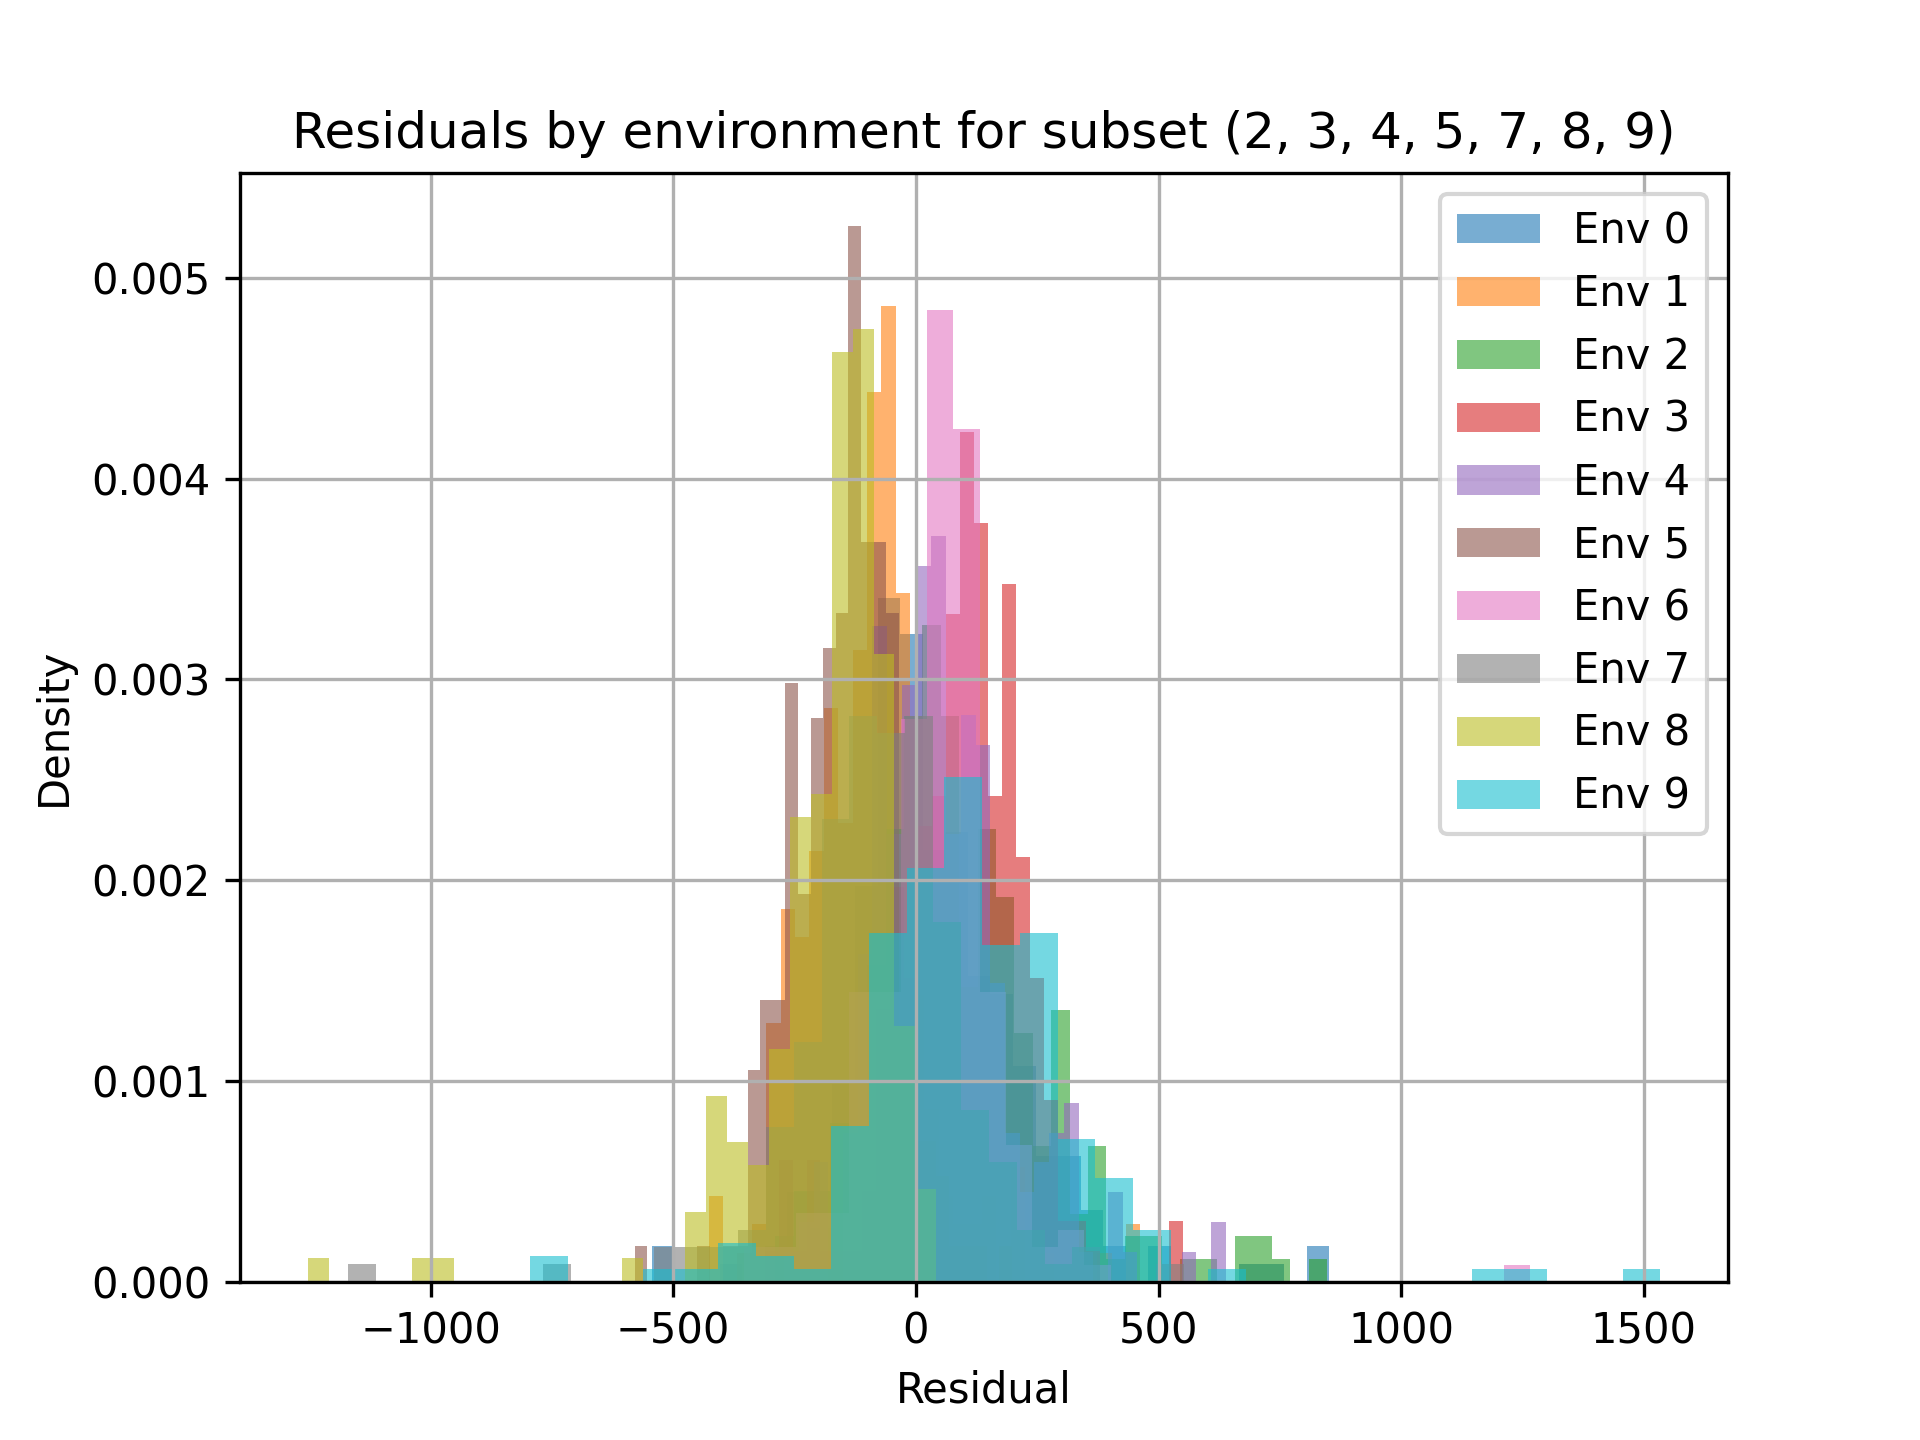 Residuals by environment for subset (2, 3, 4, 5, 7, 8, 9)
Env 0
Env 1
Env 2
Env 3
Env 4
Env 5
Env 6
Env 7
Env 8
Env 9
Density
0.005
0.004
0.003
0.002
0.001
0.000
−1000 −500 0 500 1000 1500
Residual